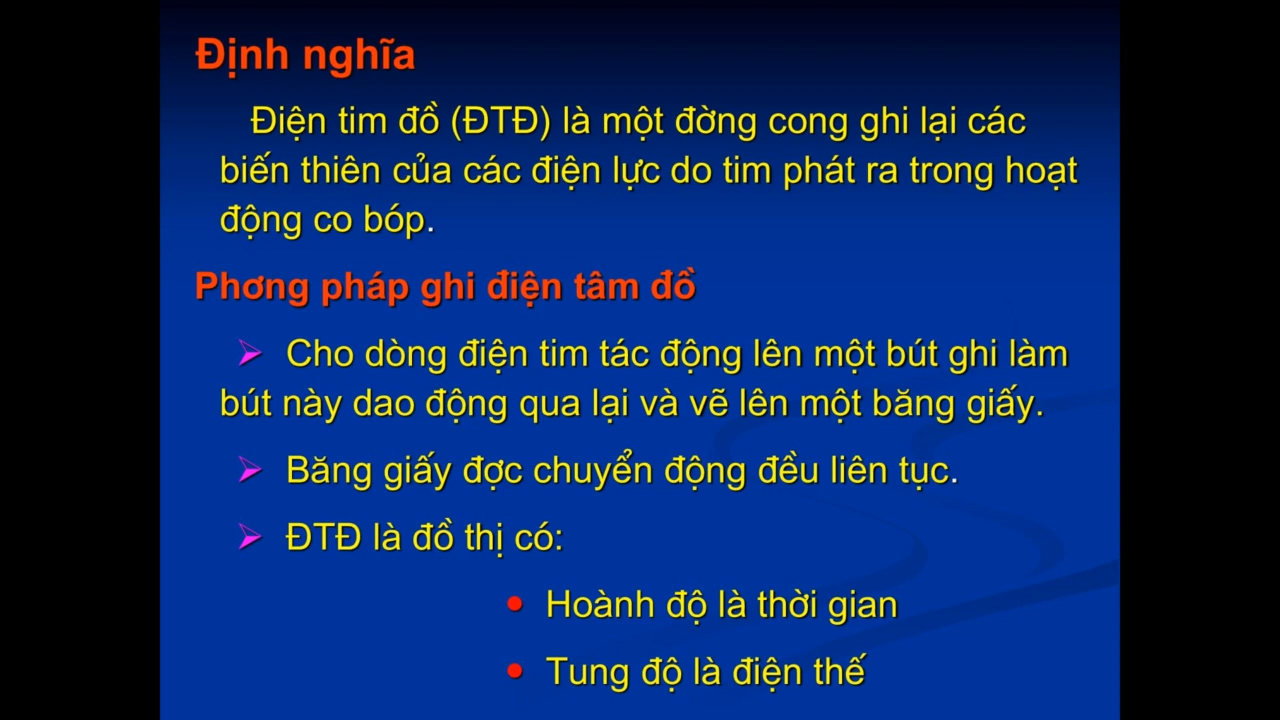 Định nghĩa
Điện tim đồ (ĐTĐ) là một đờng cong ghi lại các
biến thiên của các điện lực do tim phát ra trong hoạt
động co bóp.
Phơng pháp ghi điện tâm đồ
Cho dòng điện tim tác động lên một bút ghi làm
bút này dao động qua lại và vẽ lên một băng giấy.
Băng giấy đợc chuyển động đều liên tục.
ĐTĐ là đồ thị có:
Hoành độ là thời gian
Tung độ là điện thế